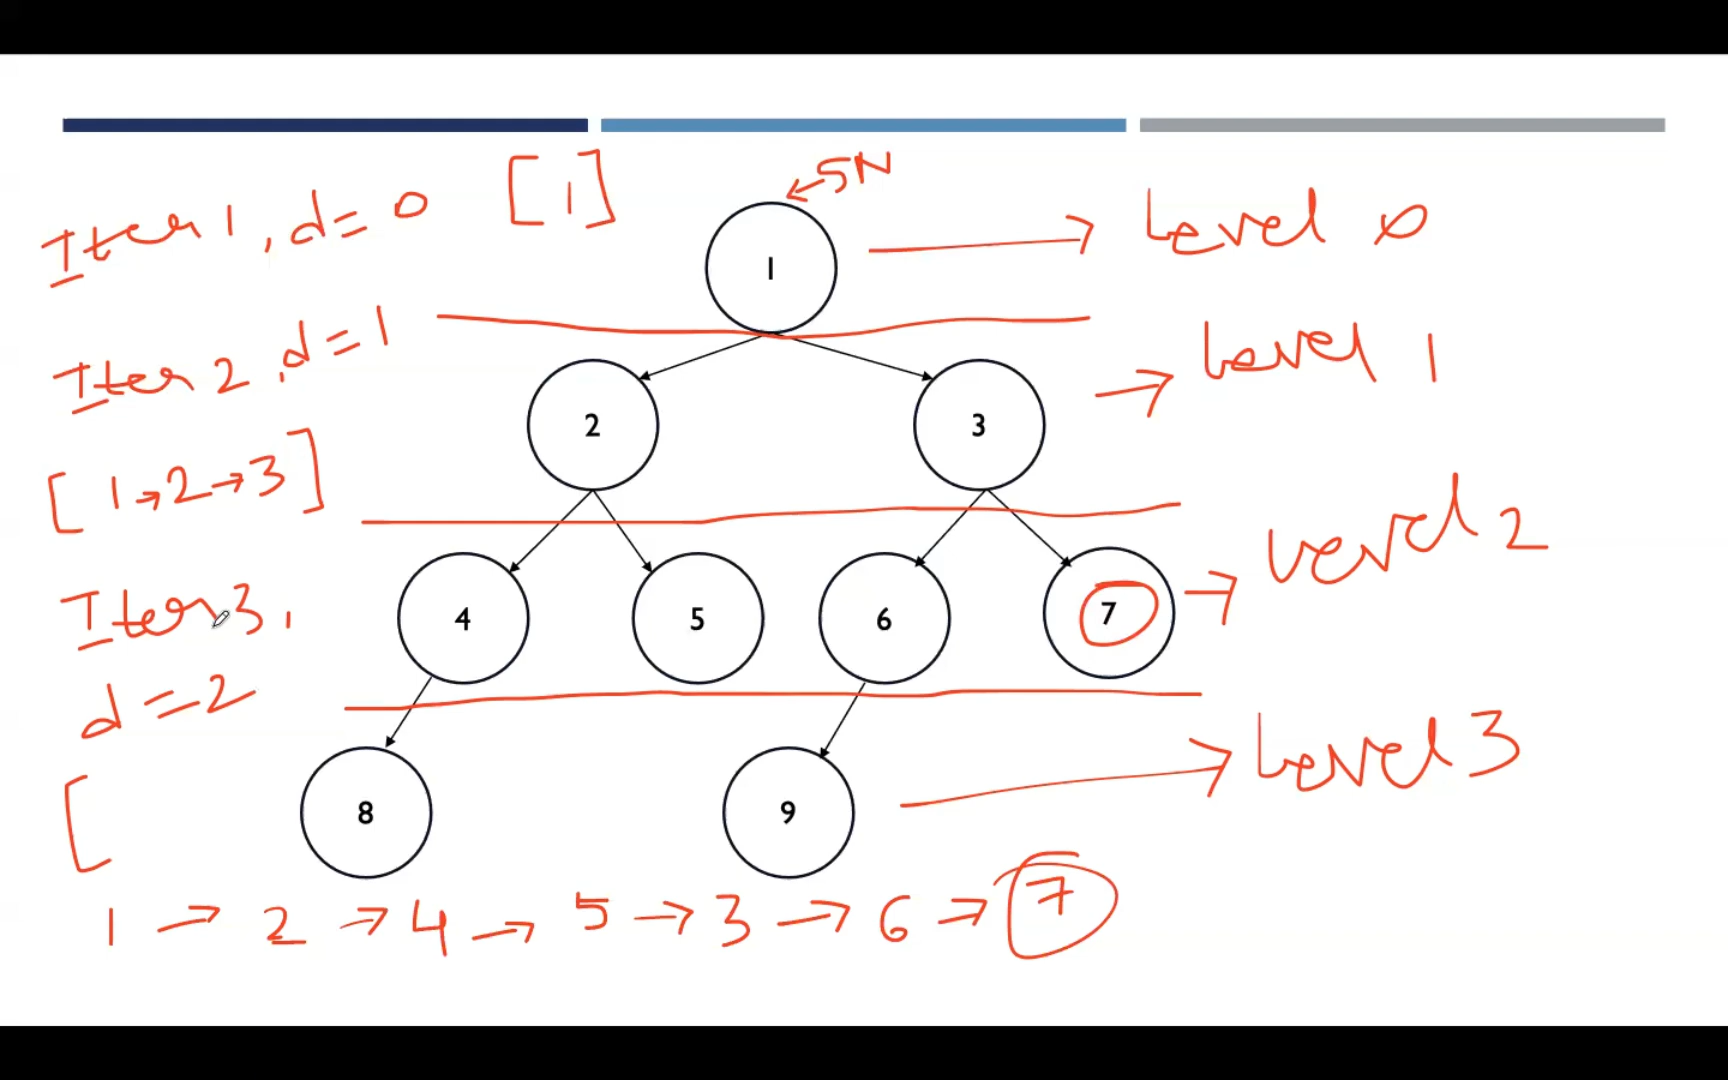 Iter 1, d = 0 [1]
← SN
1
→ Level 0
Iter 2, d = 1
→ Level 1
2 3
[1 → 2 → 3]
→ Level 2
Iter 3,
4 5 6 7
d = 2
→ Level 3
8 9
[
1 → 2 → 4 → 5 → 3 → 6 → 7